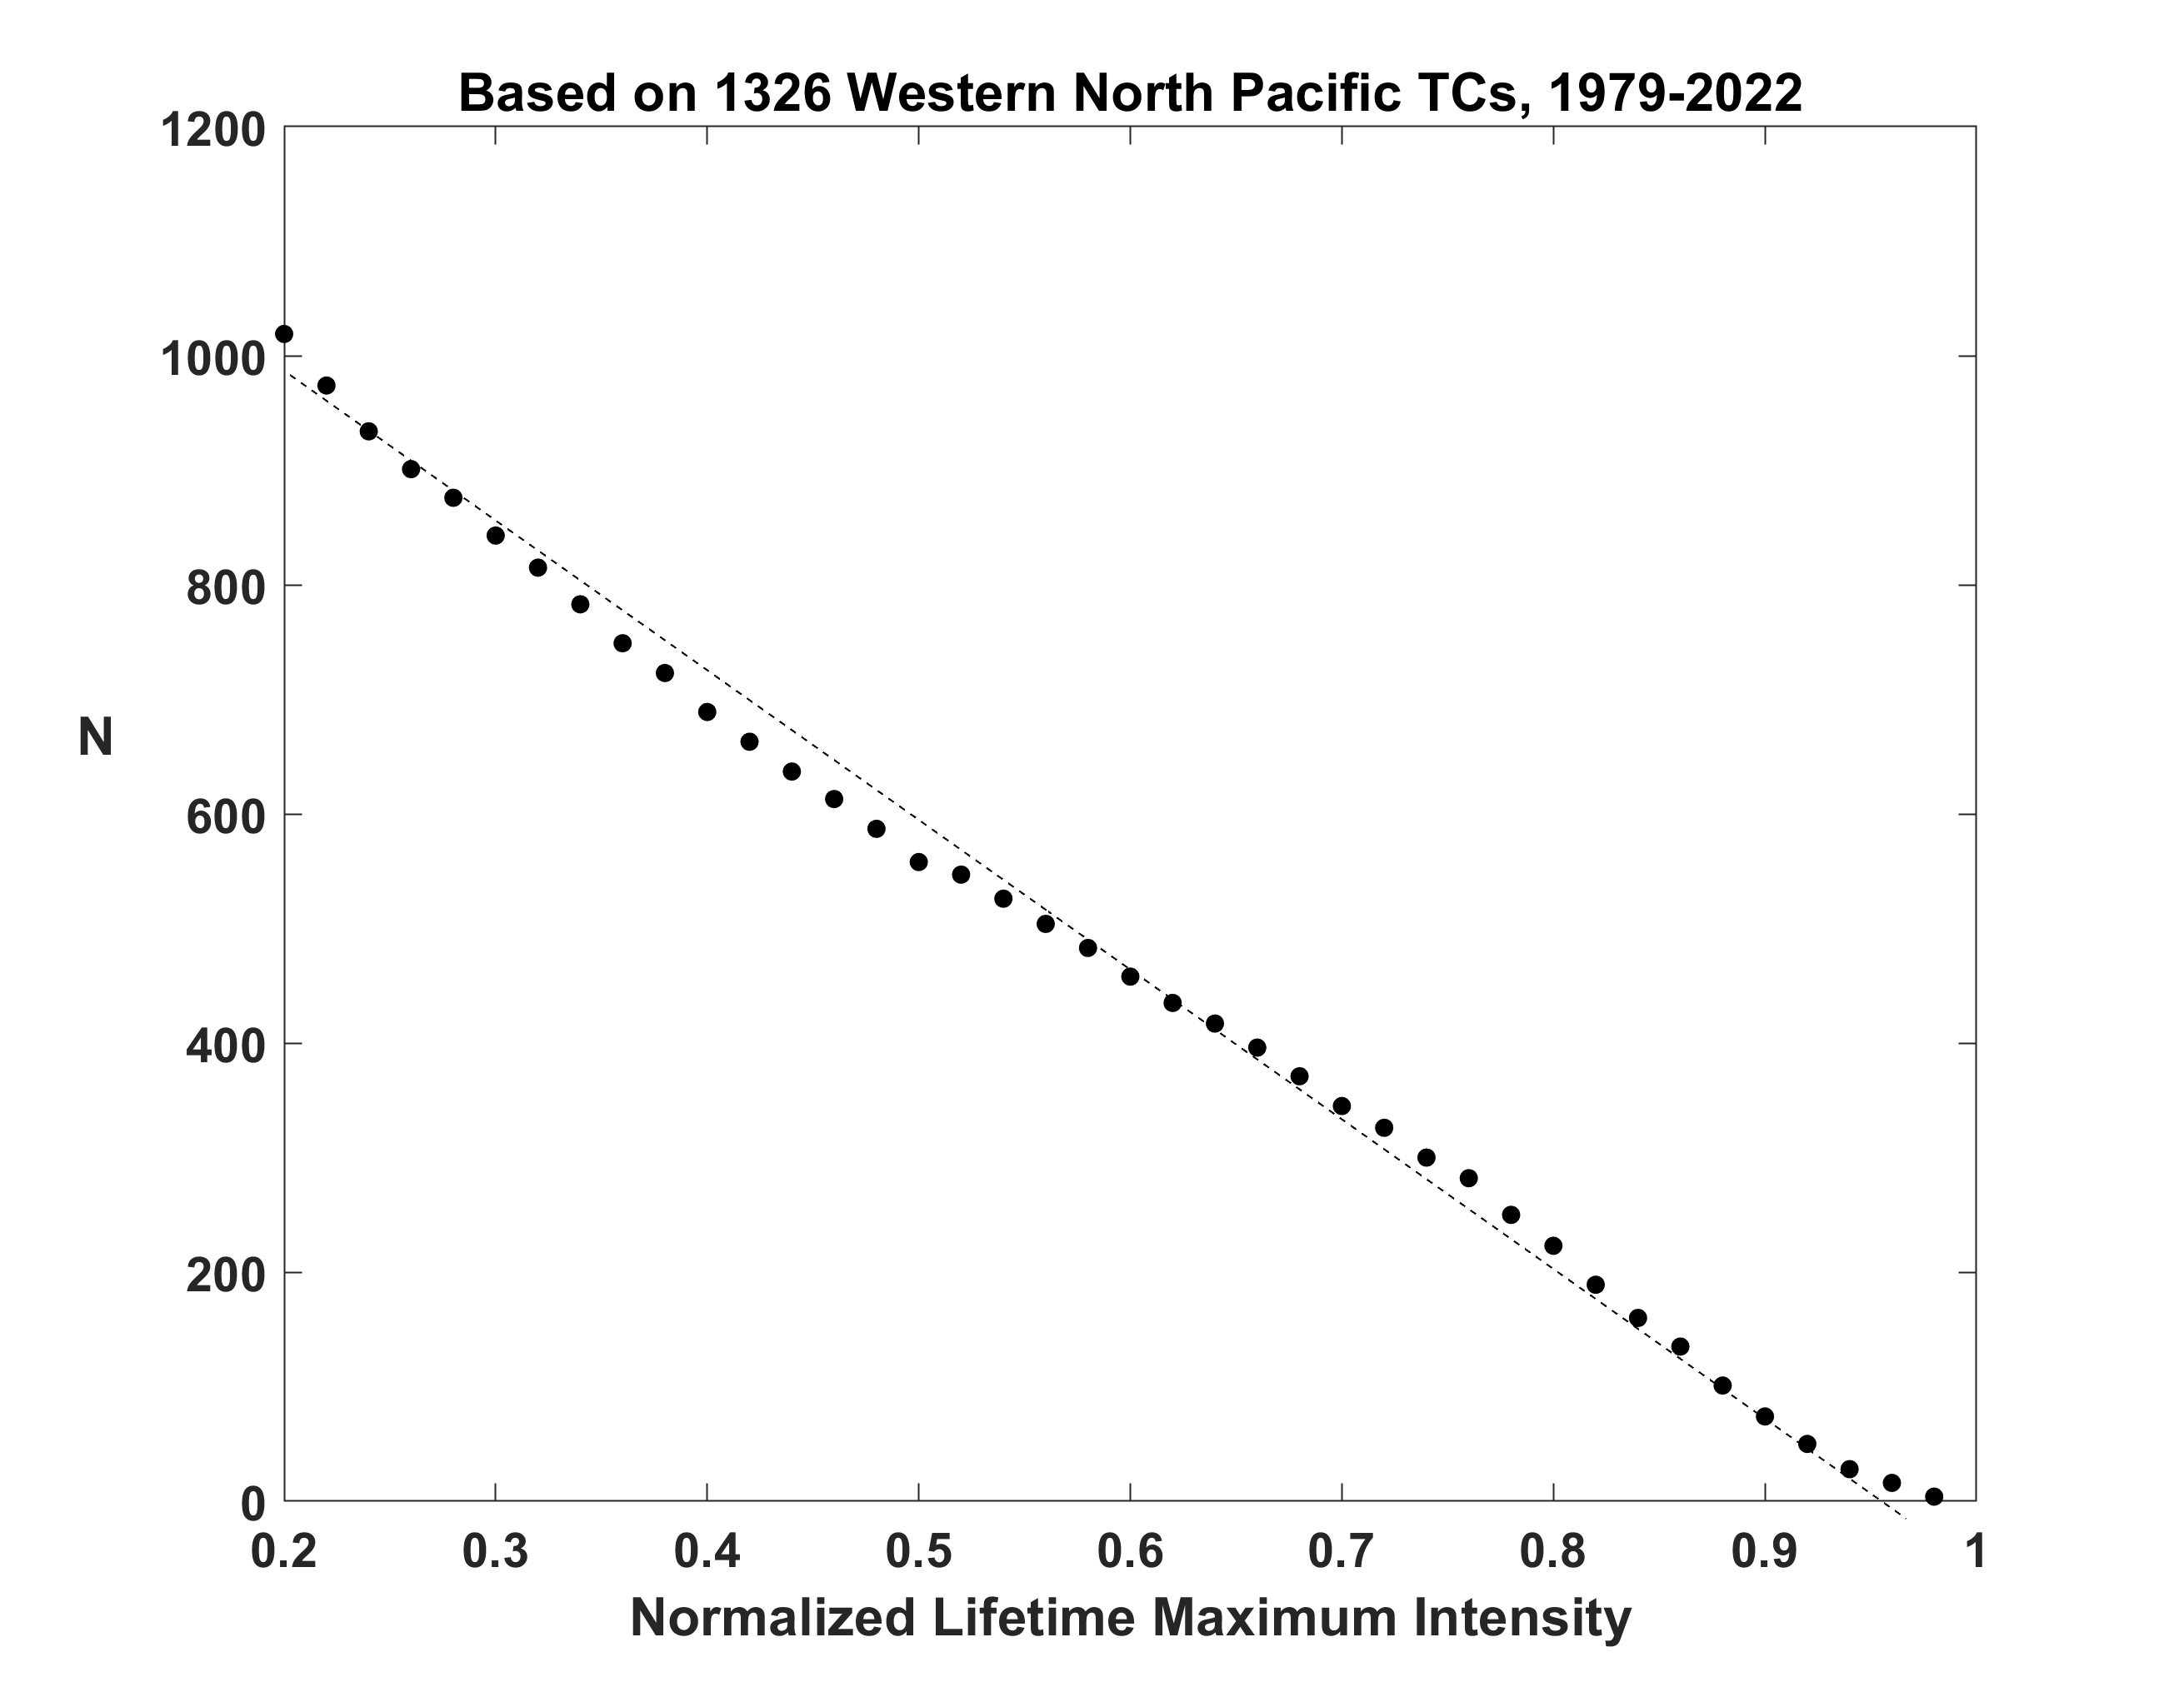 Based on 1326 Western North Pacific TCs, 1979-2022
1200
1000
800
600
400
200
0
N
0.2 0.3 0.4 0.5 0.6 0.7 0.8 0.9 1
Normalized Lifetime Maximum Intensity